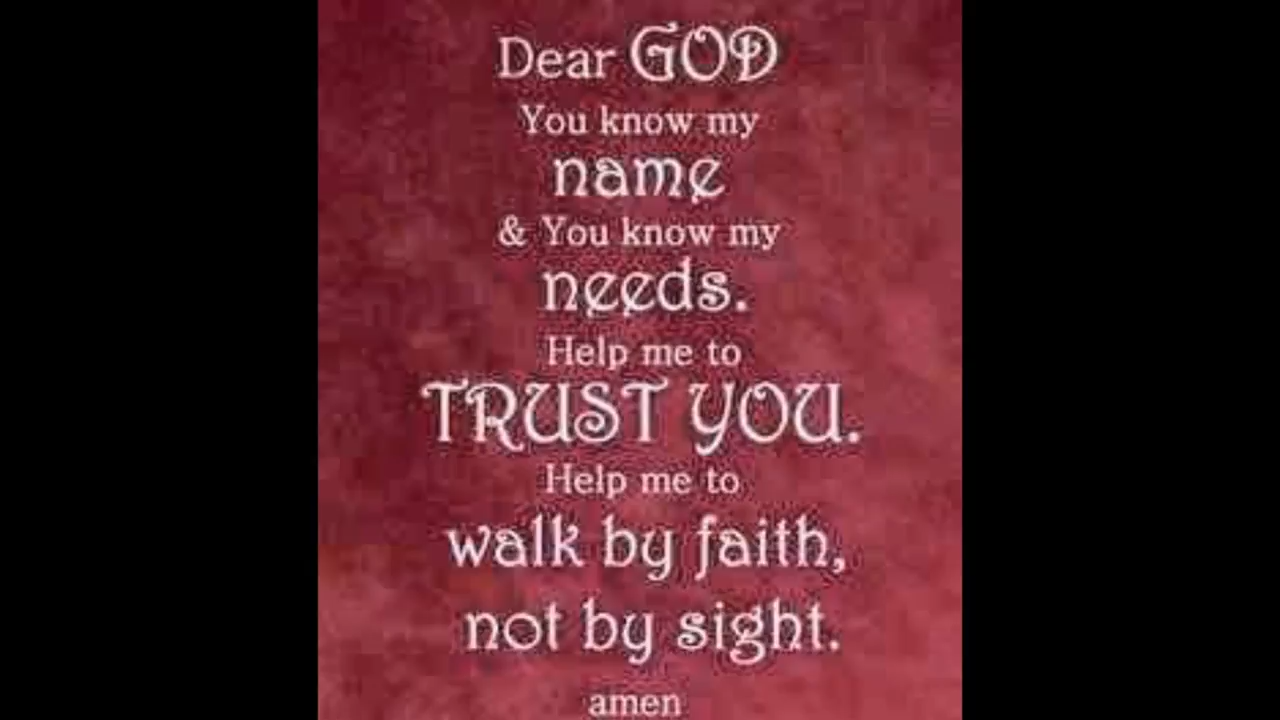 Dear GOD
You know my
name
& You know my
needs.
Help me to
TRUST YOU.
Help me to
walk by faith,
not by sight.
amen